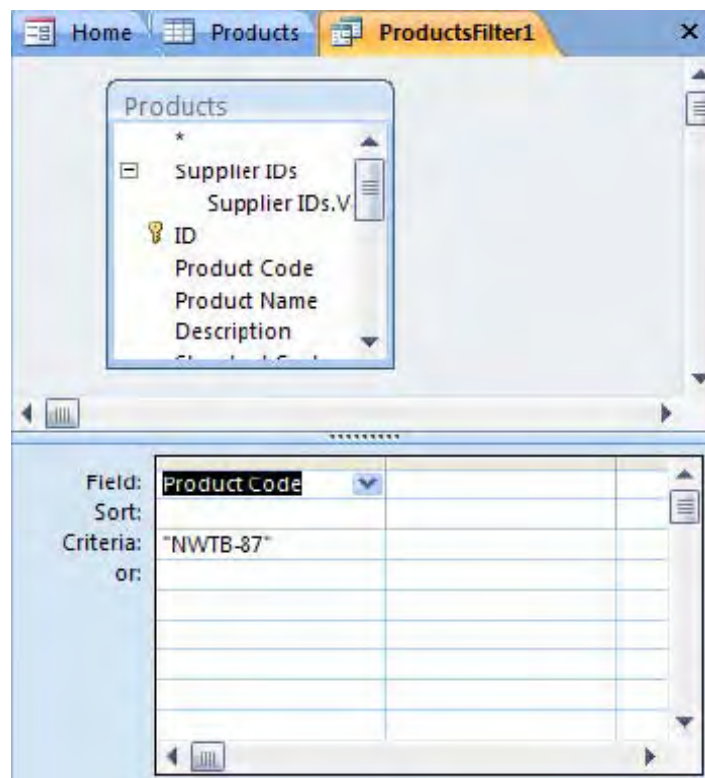 Home Products ProductsFilter1
Products
*
Supplier IDs
Supplier IDs.V
ID
Product Code
Product Name
Description
Field: Product Code
Sort:
Criteria: "NWTB-87"
or: